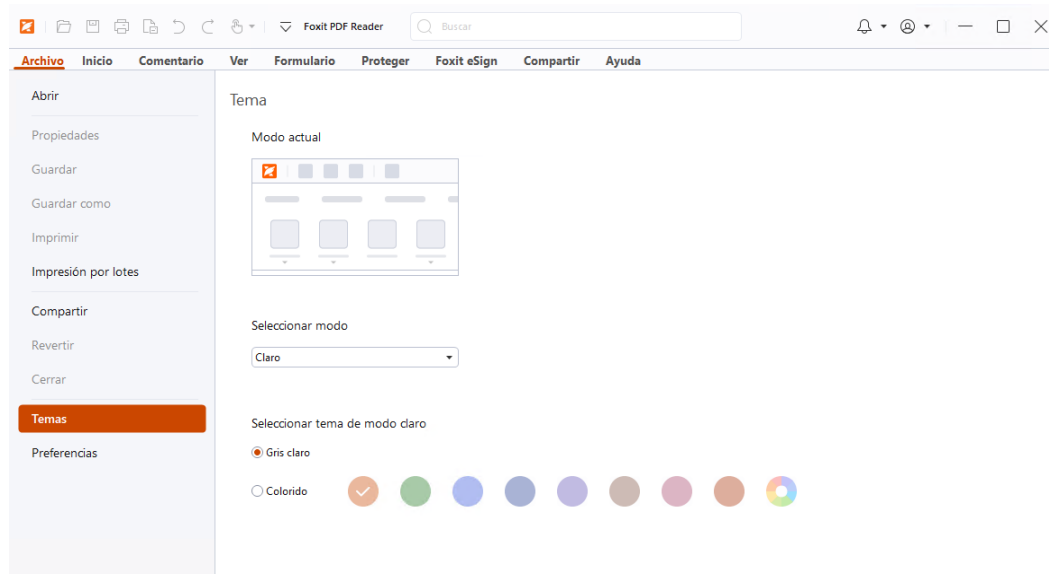 Foxit PDF Reader
Buscar
Archivo Inicio Comentario Ver Formulario Proteger Foxit eSign Compartir Ayuda
Abrir
Propiedades
Guardar
Guardar como
Imprimir
Impresión por lotes
Compartir
Revertir
Cerrar
Temas
Preferencias
Tema
Modo actual
Seleccionar modo
Claro
Seleccionar tema de modo claro
Gris claro
Colorido